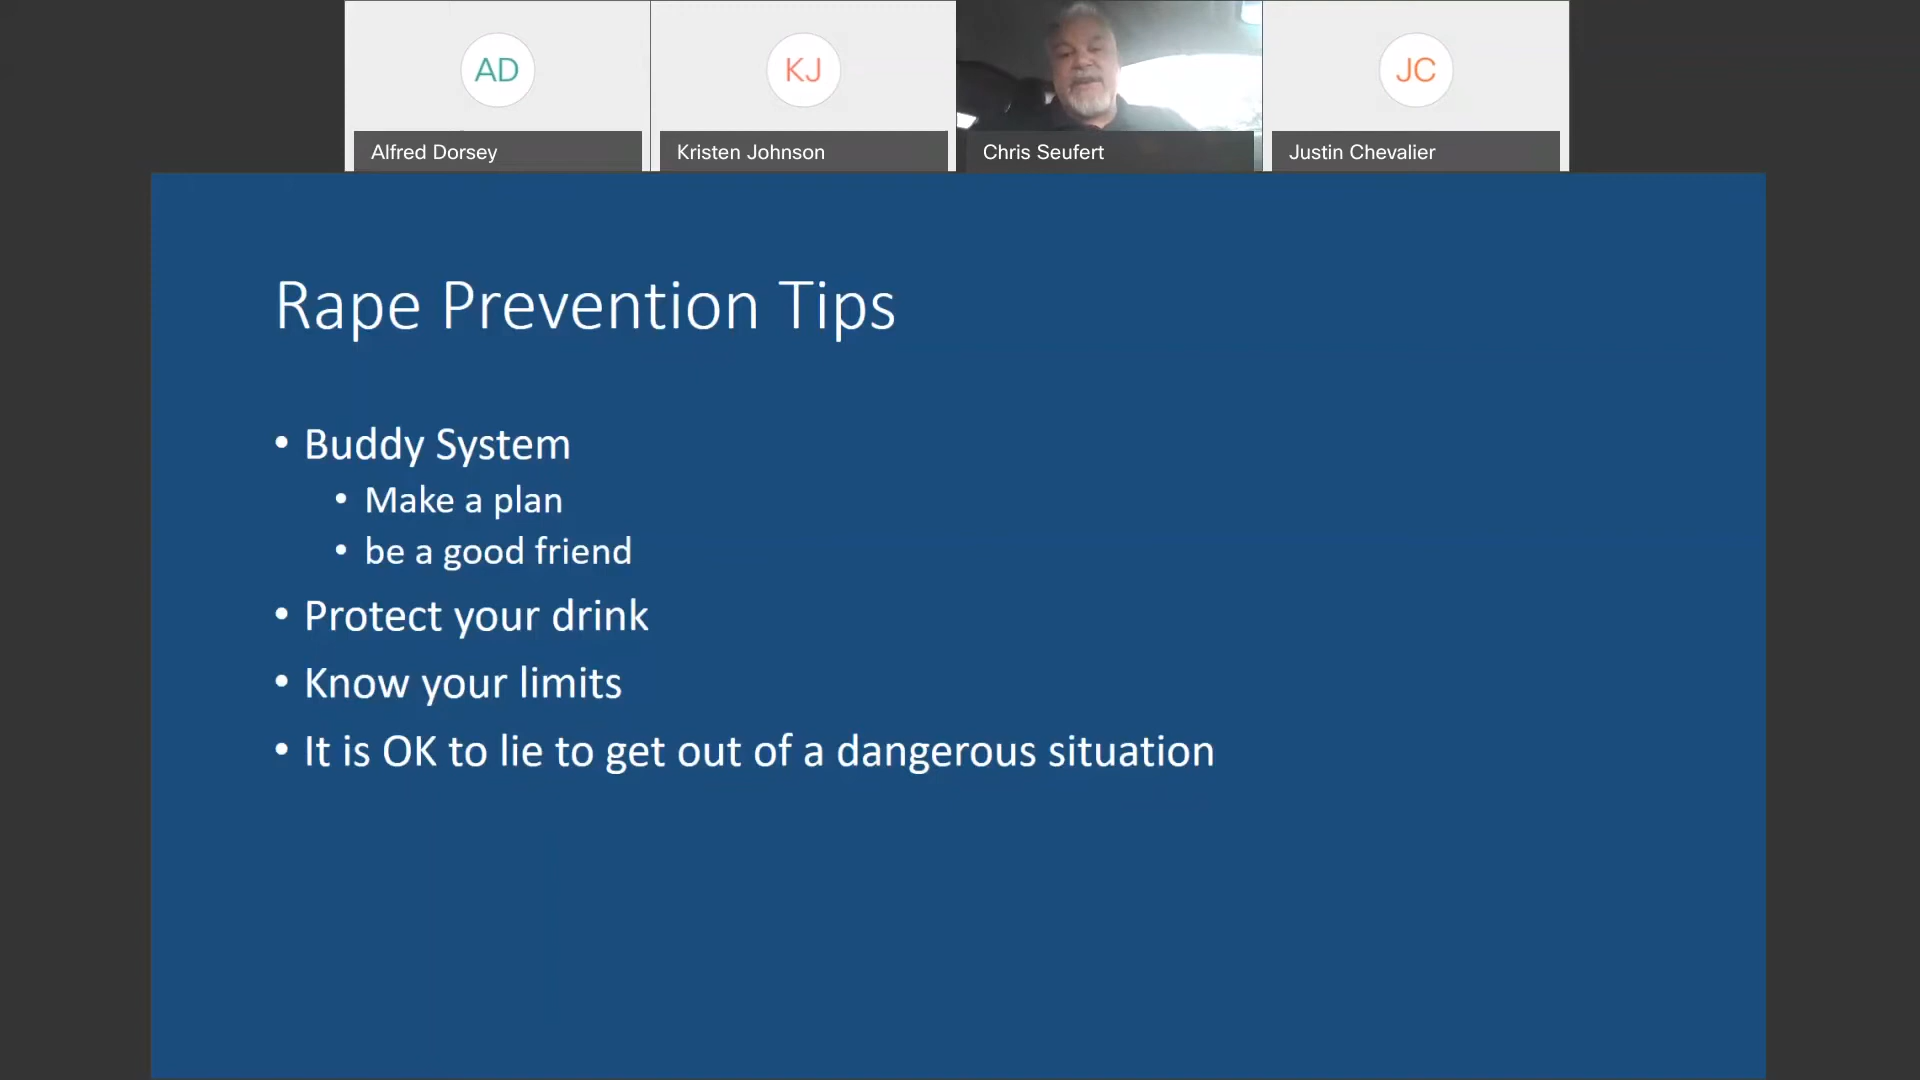 AD
KJ
JC
Alfred Dorsey
Kristen Johnson
Chris Seufert
Justin Chevalier
Rape Prevention Tips
• Buddy System
• Make a plan
• be a good friend
• Protect your drink
• Know your limits
• It is OK to lie to get out of a dangerous situation